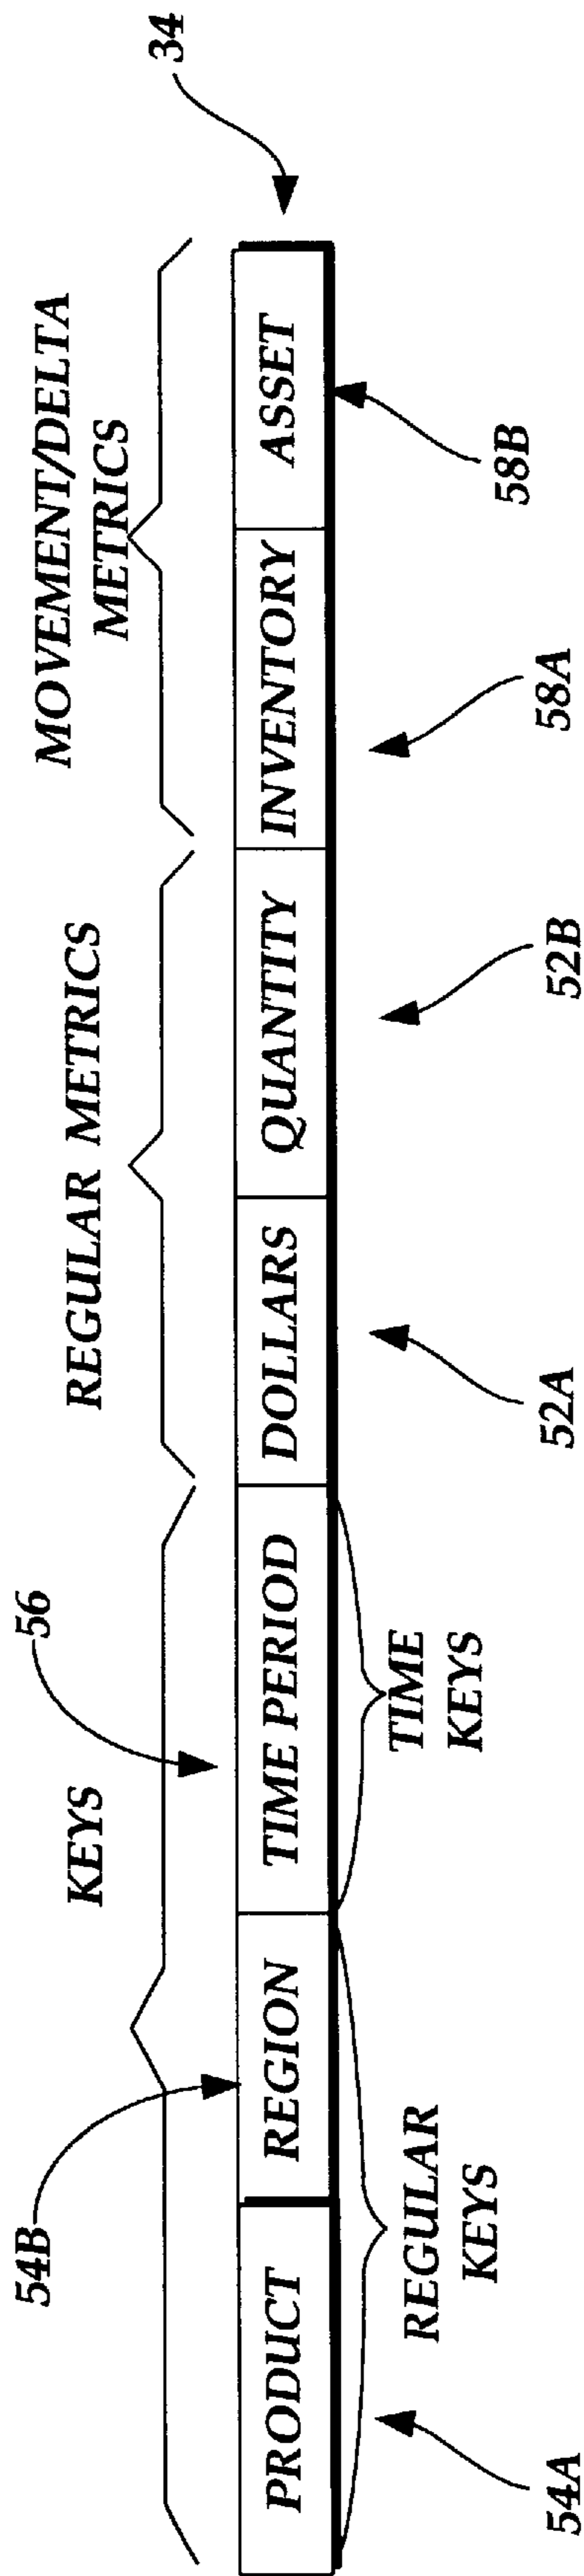 54B
KEYS
56
REGULAR METRICS
MOVEMENT/DELTA
METRICS
34
PRODUCT
REGION
TIME PERIOD
DOLLARS
QUANTITY
INVENTORY
ASSET
54A
REGULAR
KEYS
TIME
KEYS
52A
52B
58A
58B